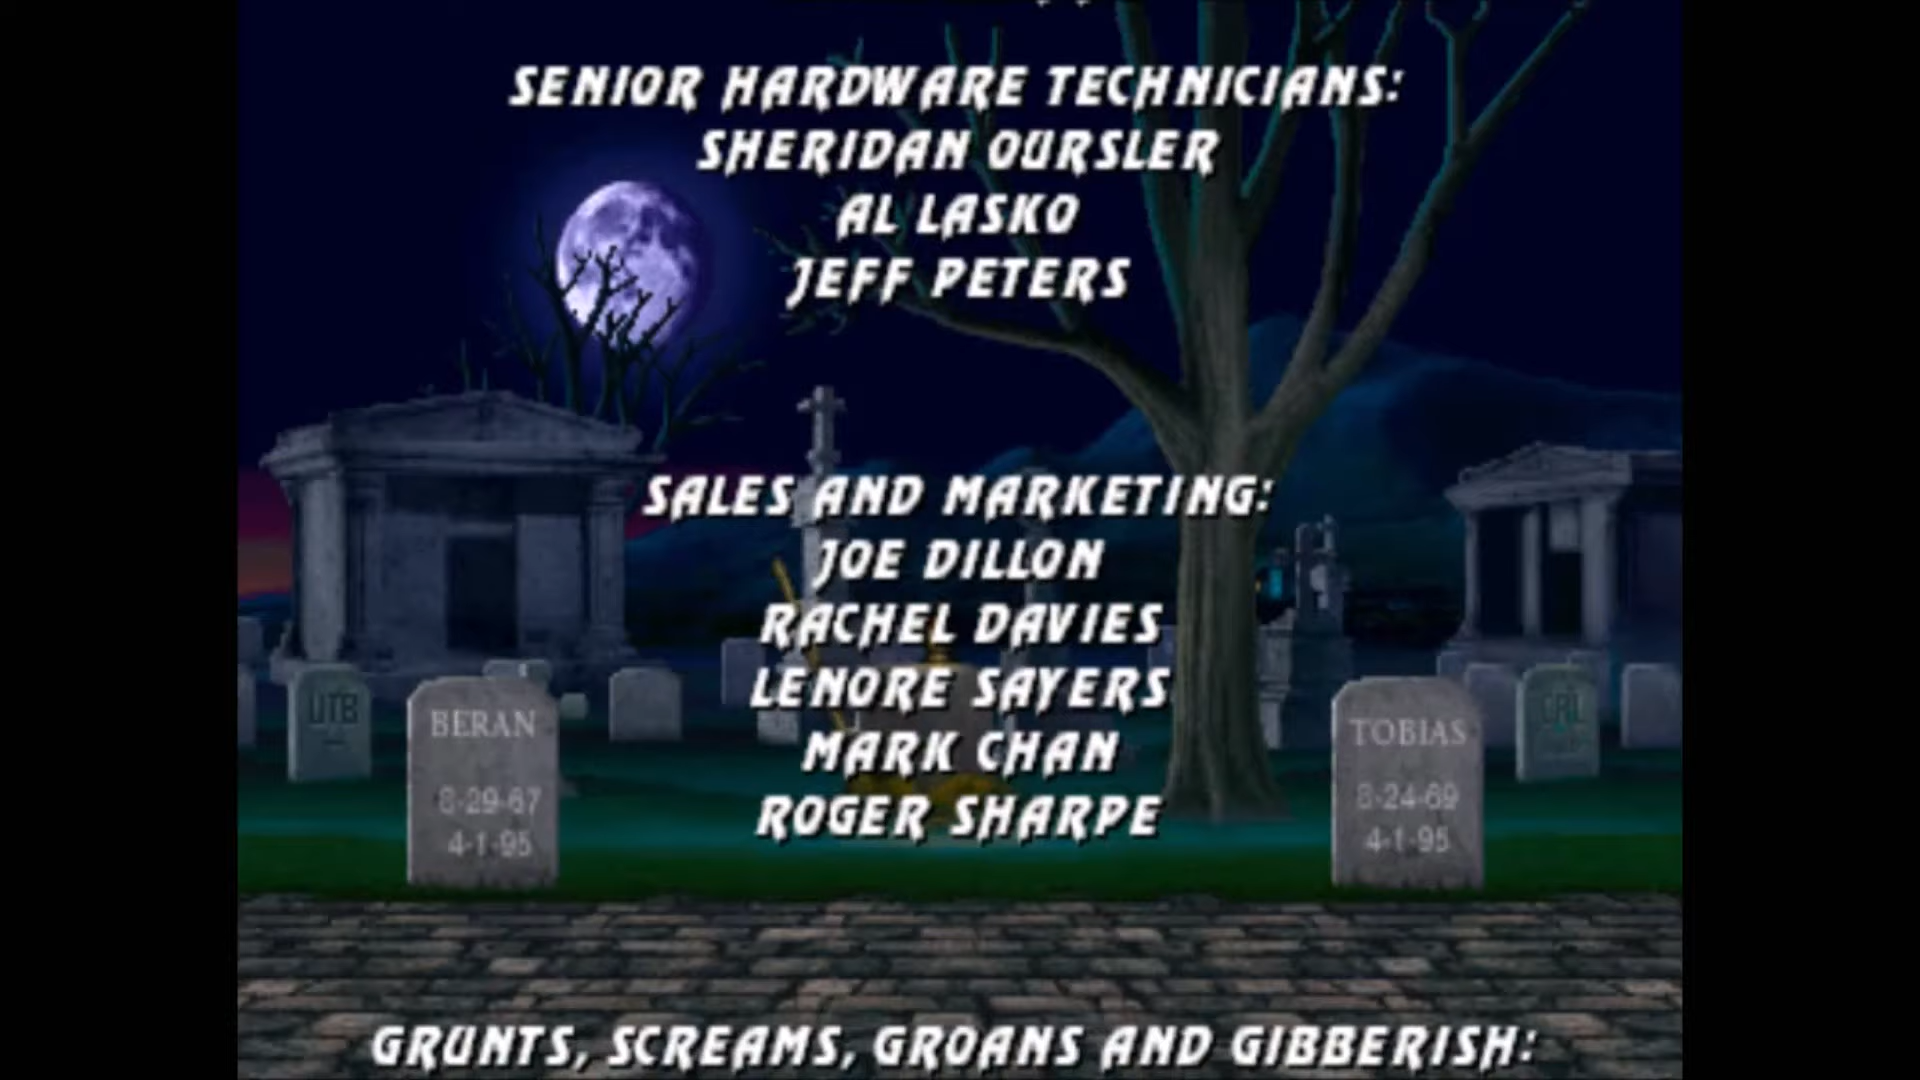 SENIOR HARDWARE TECHNICIANS:
SHERIDAN OURSLER
AL LASKO
JEFF PETERS
SALES AND MARKETING:
JOE DILLON
RACHEL DAVIES
LENORE SAYERS
MARK CHAN
ROGER SHARPE
UTB
BERAN
8-29-67
4-1-95
TOBIAS
8-24-69
4-1-95
GRUNTS, SCREAMS, GROANS AND GIBBERISH: